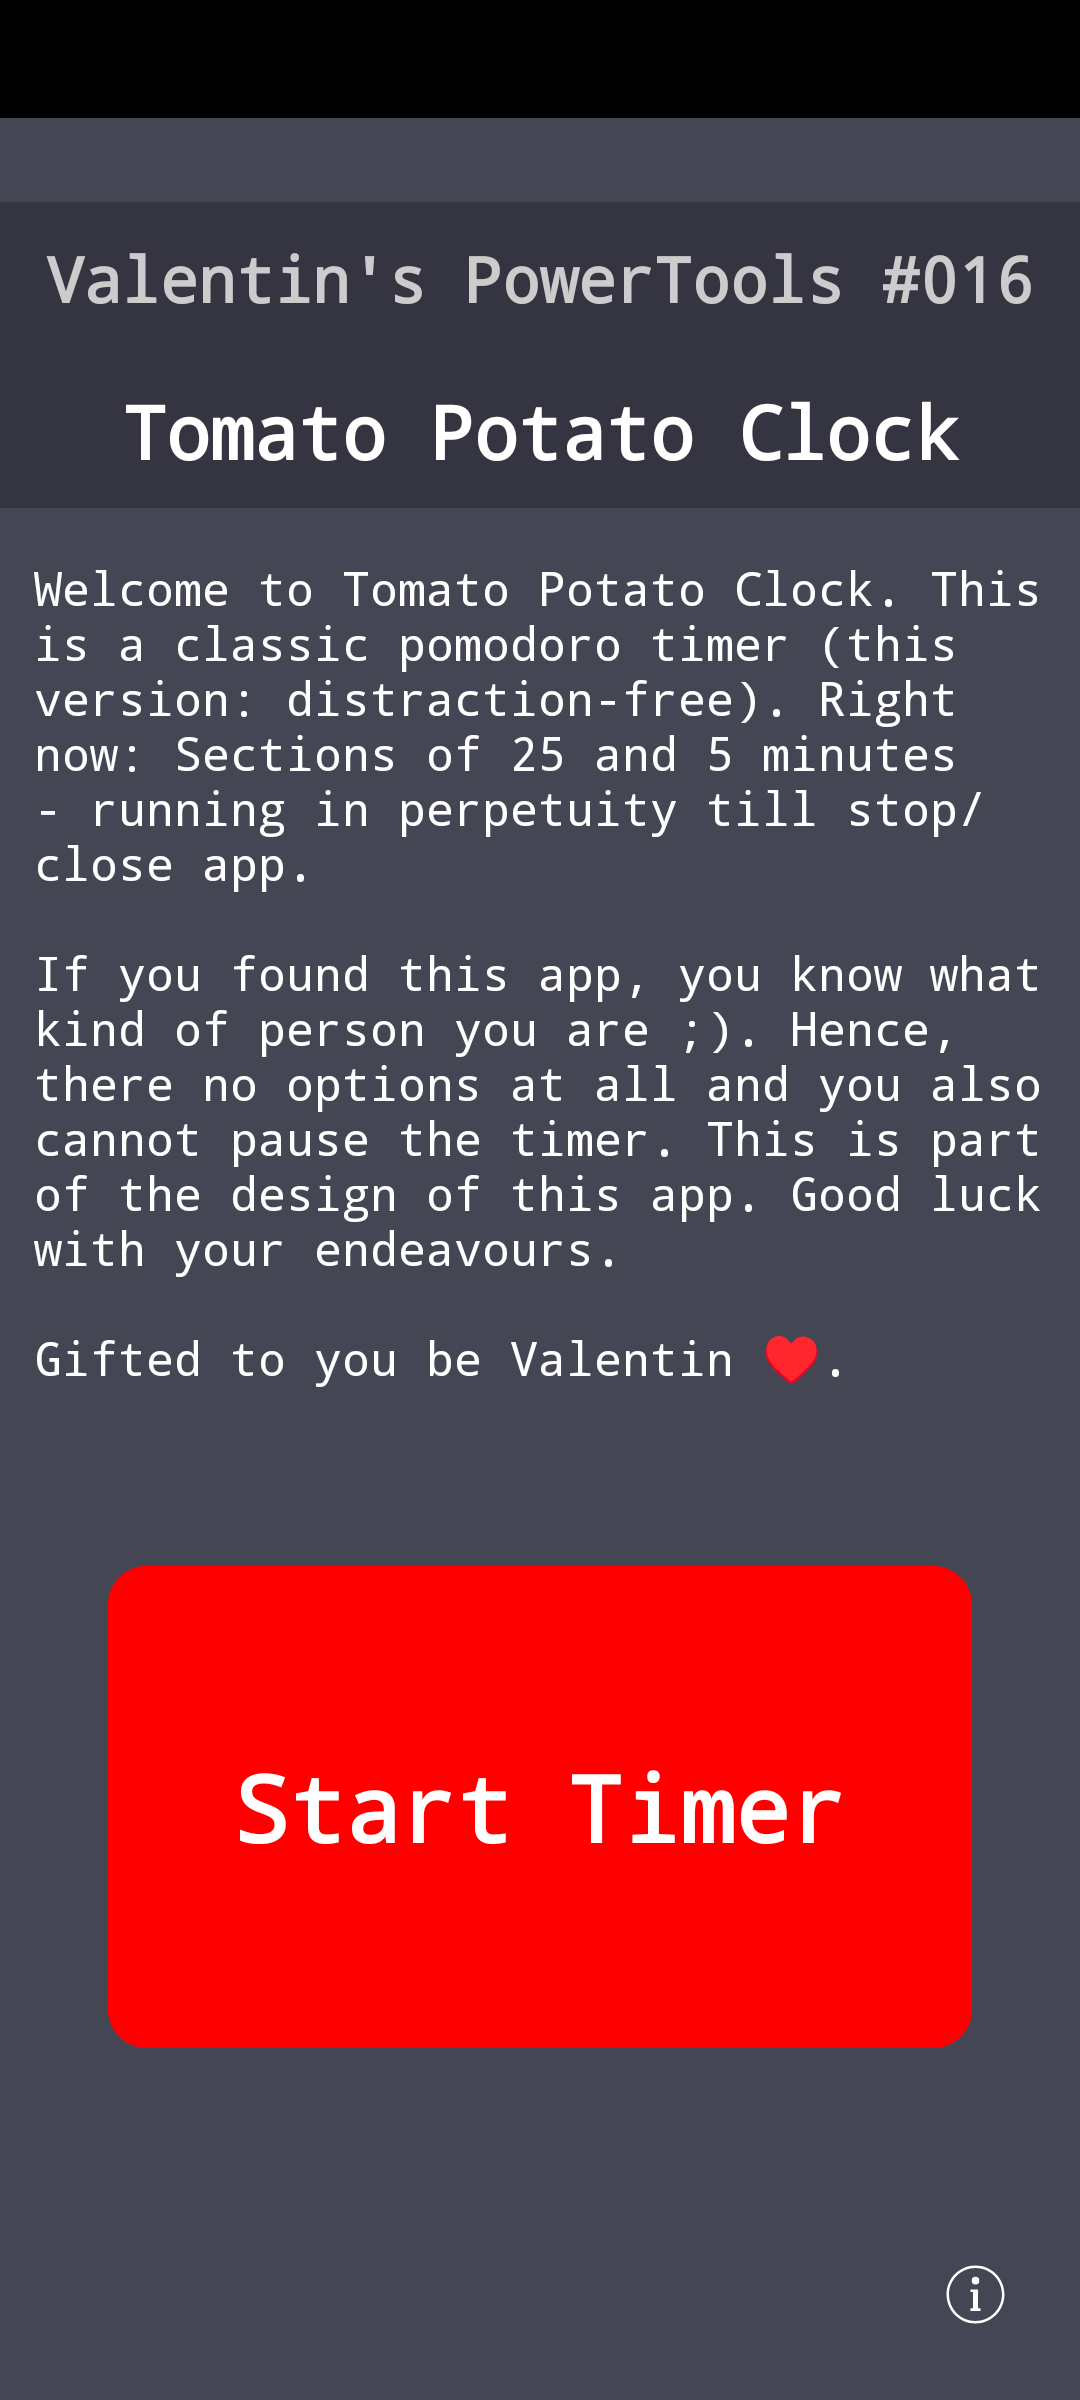 Valentin's PowerTools #016
Tomato Potato Clock
Welcome to Tomato Potato Clock. This
is a classic pomodoro timer (this
version: distraction-free). Right
now: Sections of 25 and 5 minutes
- running in perpetuity till stop/
close app.
If you found this app, you know what
kind of person you are ;). Hence,
there no options at all and you also
cannot pause the timer. This is part
of the design of this app. Good luck
with your endeavours.
Gifted to you be Valentin ❤️.
Start Timer
i